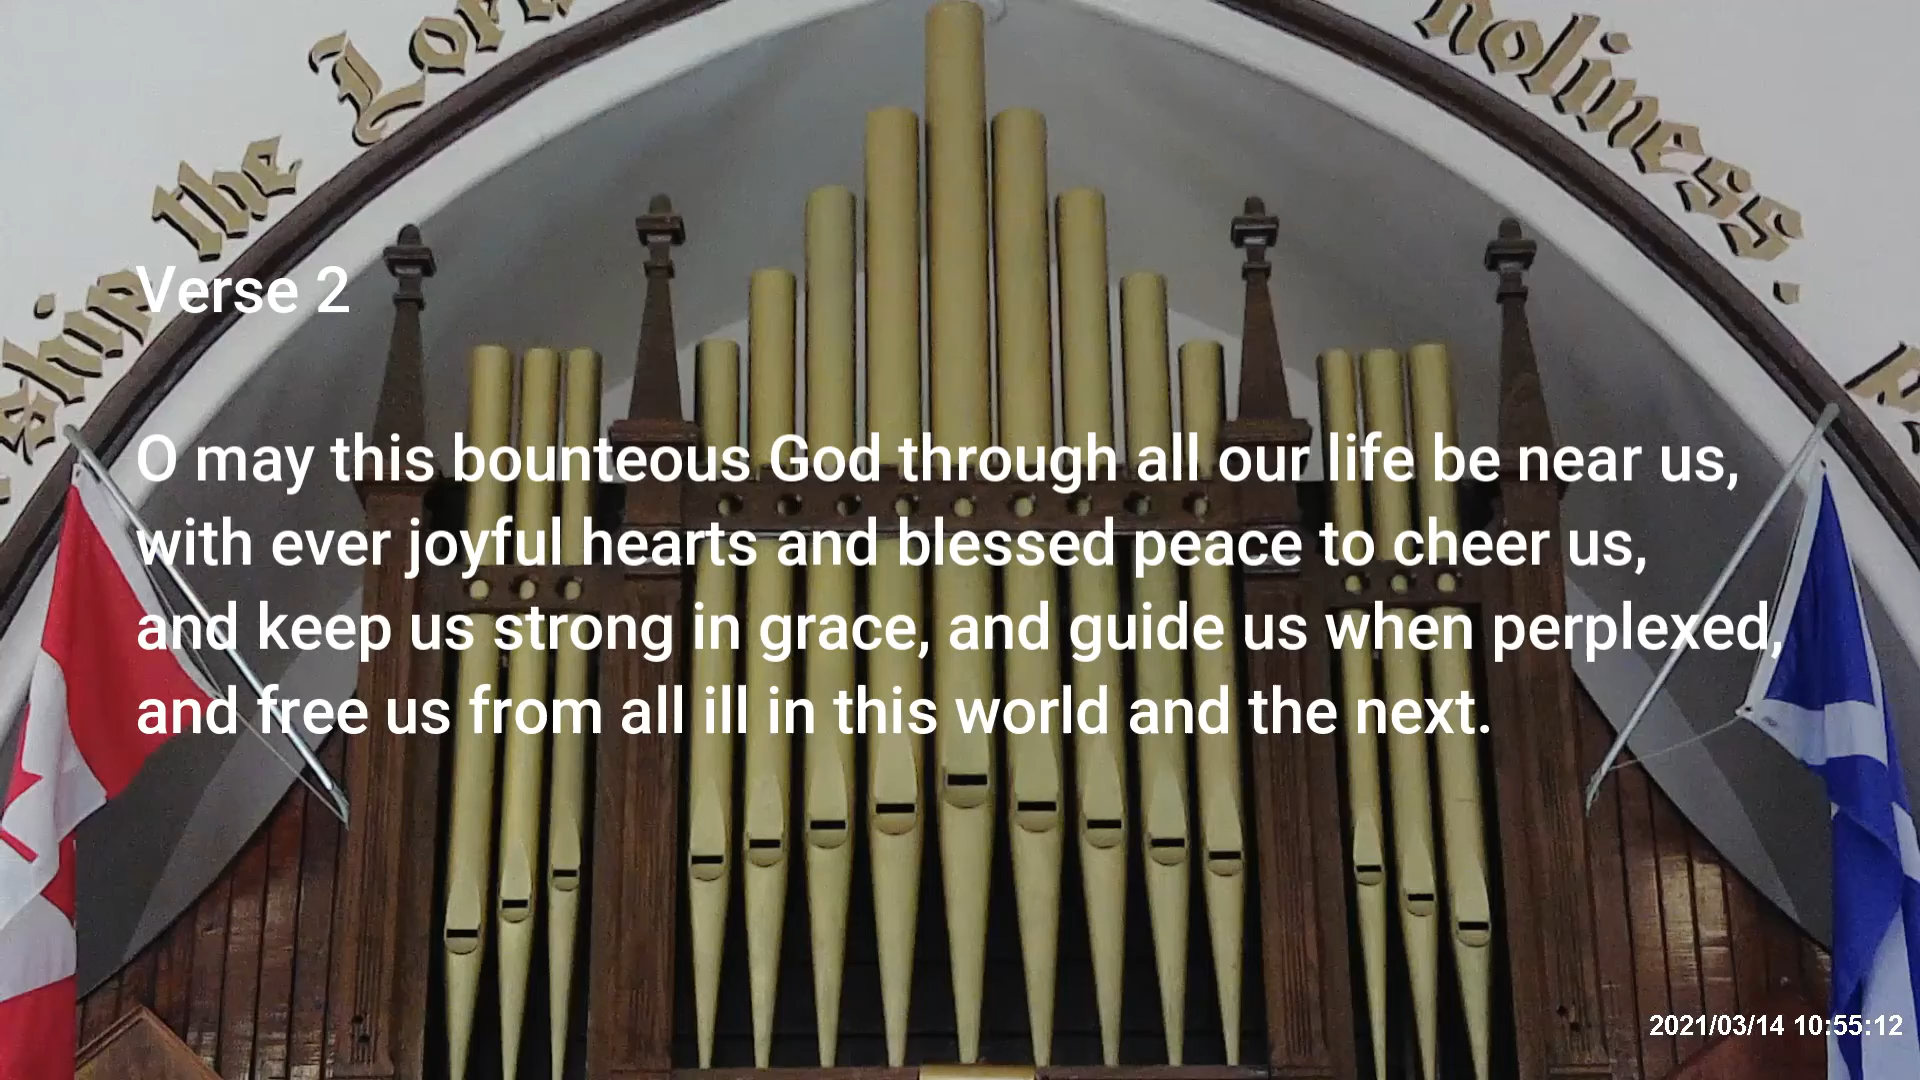 ship the Lord
holiness.
Verse 2
O may this bounteous God through all our life be near us,
with ever joyful hearts and blessed peace to cheer us,
and keep us strong in grace, and guide us when perplexed,
and free us from all ill in this world and the next.
2021/03/14 10:55:12